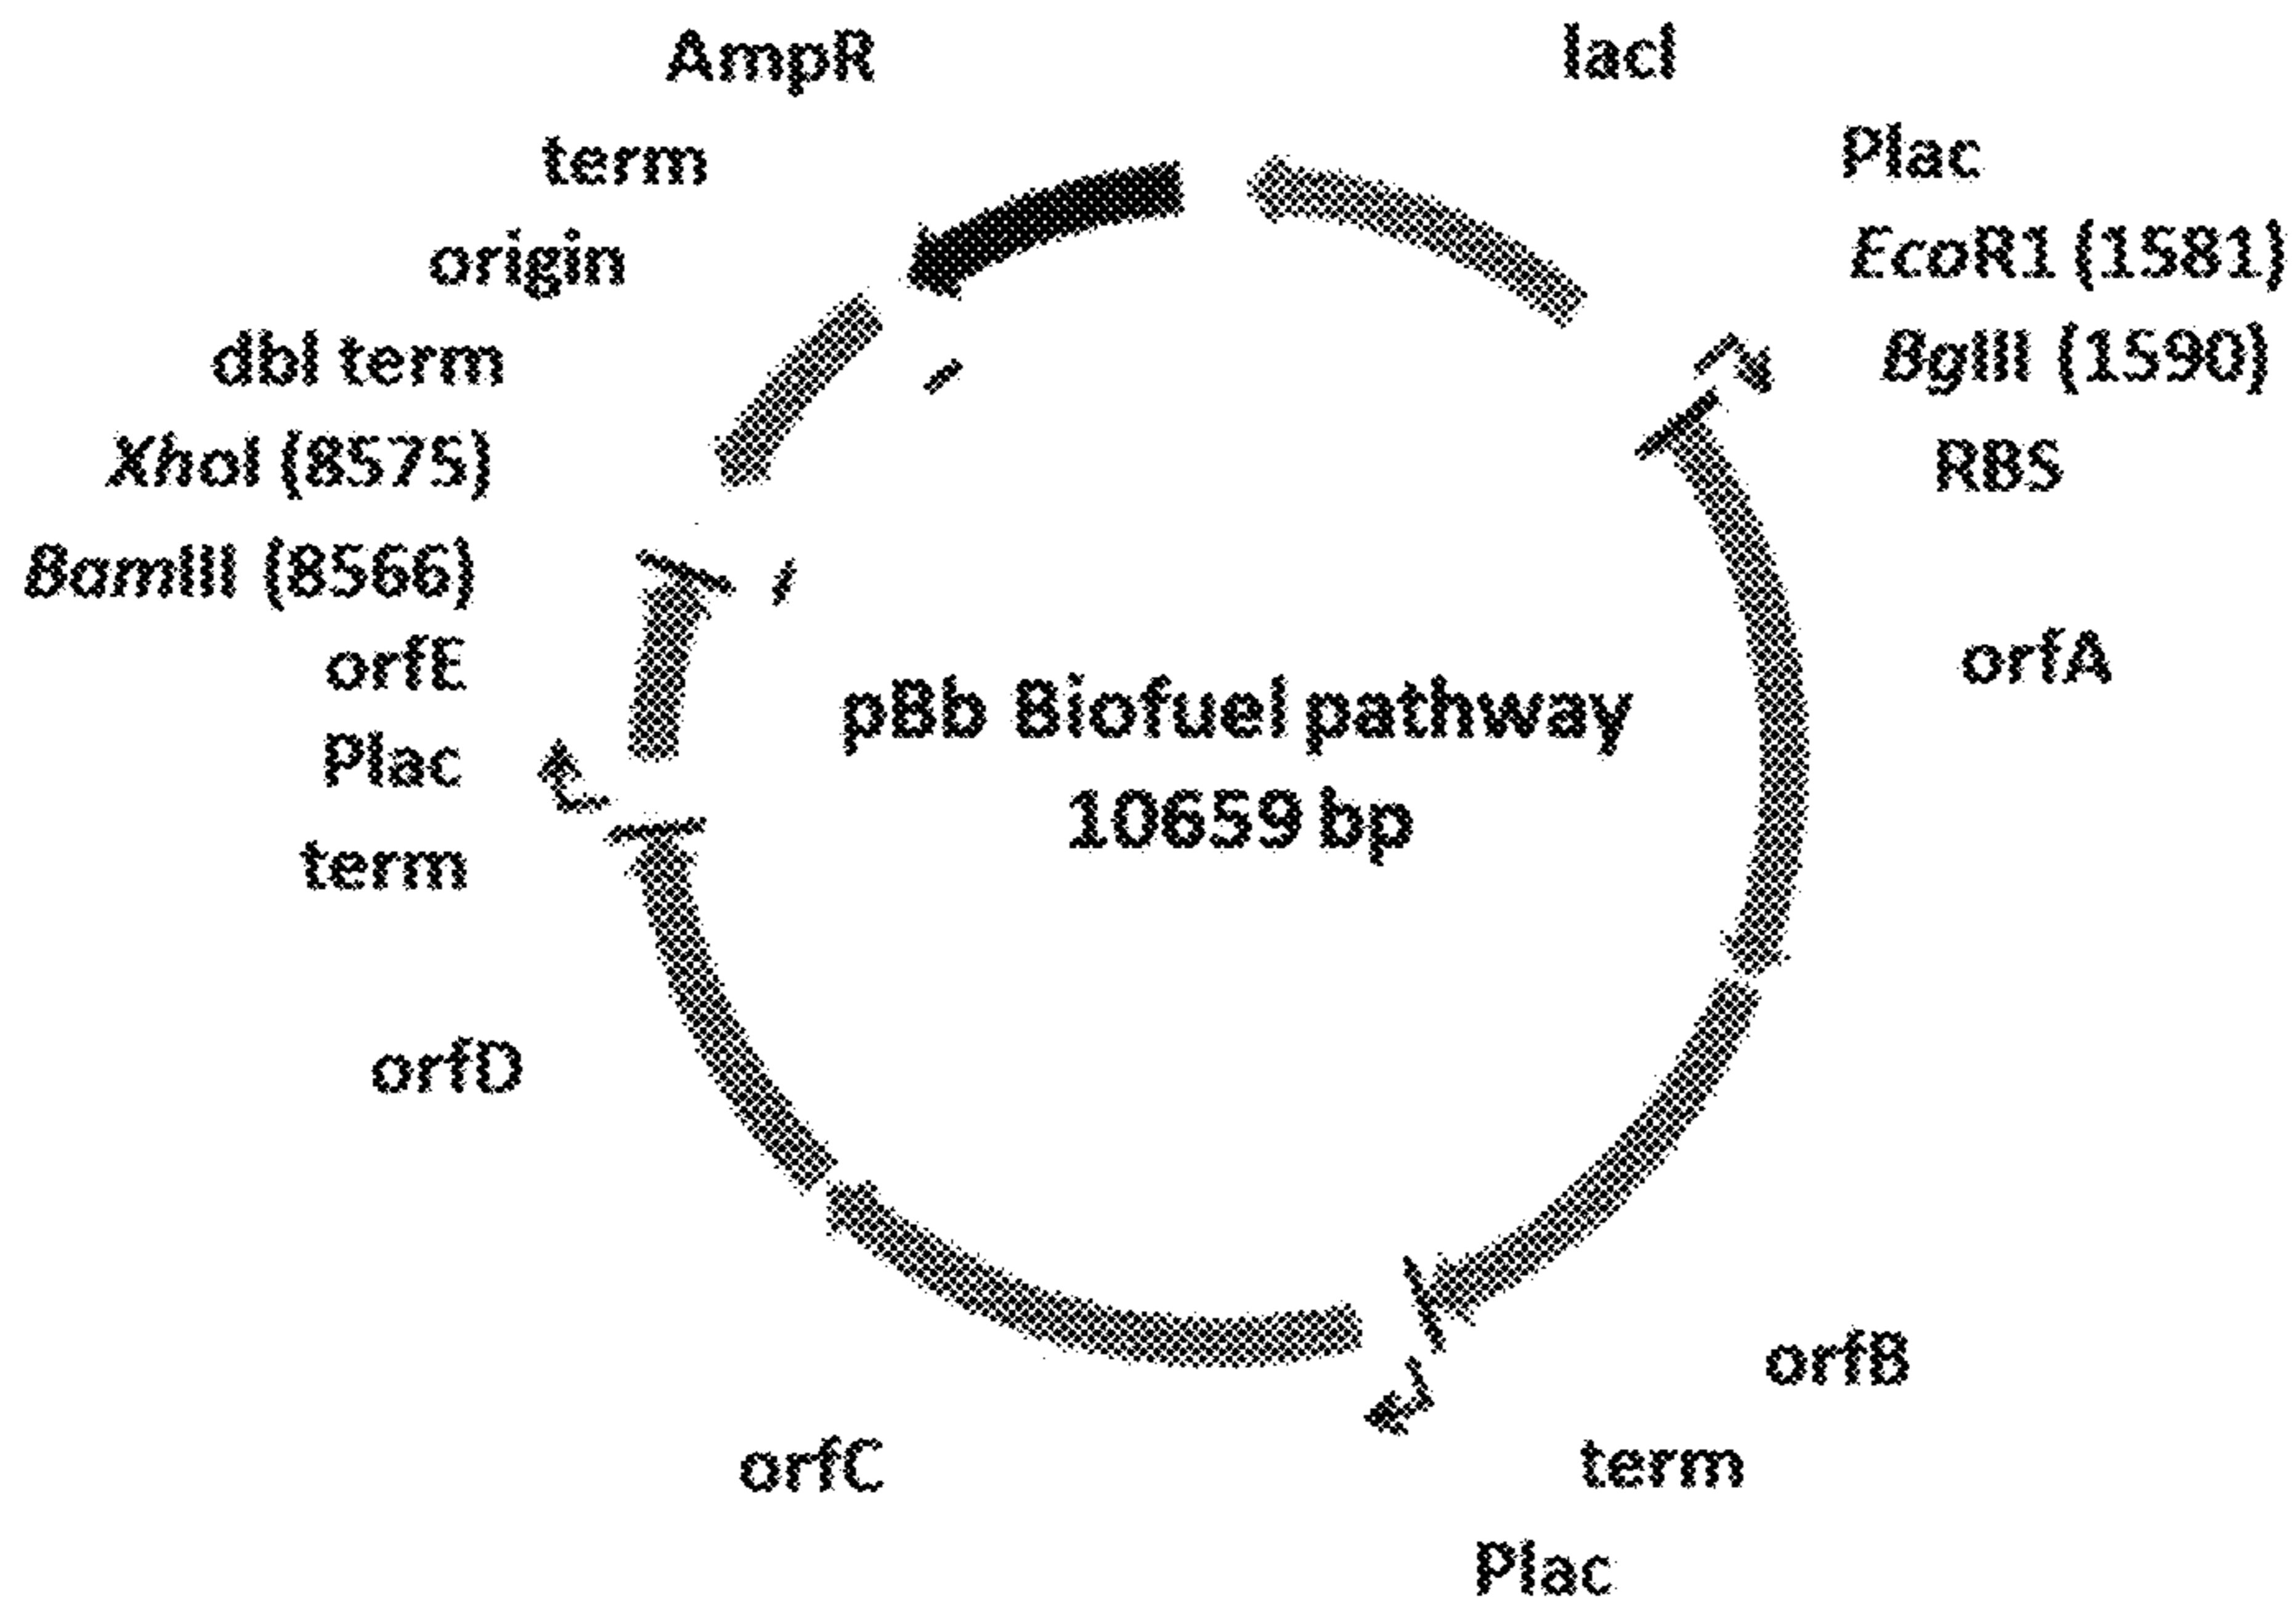 AmpR
lacI
term
Plac
origin
EcoR1 (1581)
dbl term
BglII (1590)
XhoI (8575)
RBS
BamIII (8566)
orfE
orfA
pBb Biofuel pathway
Plac
10659 bp
term
orfD
orfB
orfC
term
Plac